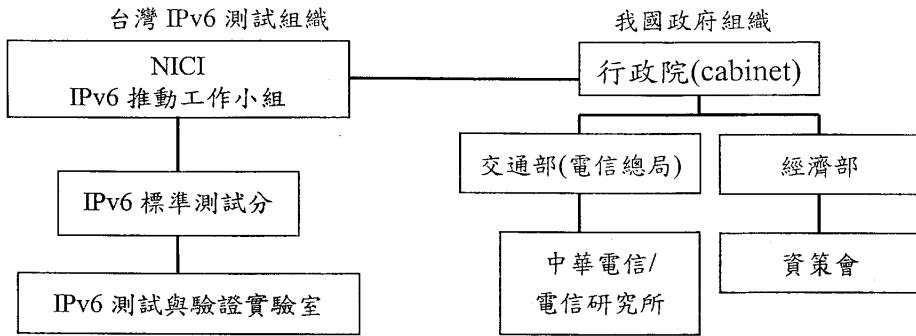 台灣 IPv6 測試組織
我國政府組織
NICI
IPv6 推動工作小組
行政院(cabinet)
交通部(電信總局)
經濟部
IPv6 標準測試分
中華電信/
電信研究所
資策會
IPv6 測試與驗證實驗室